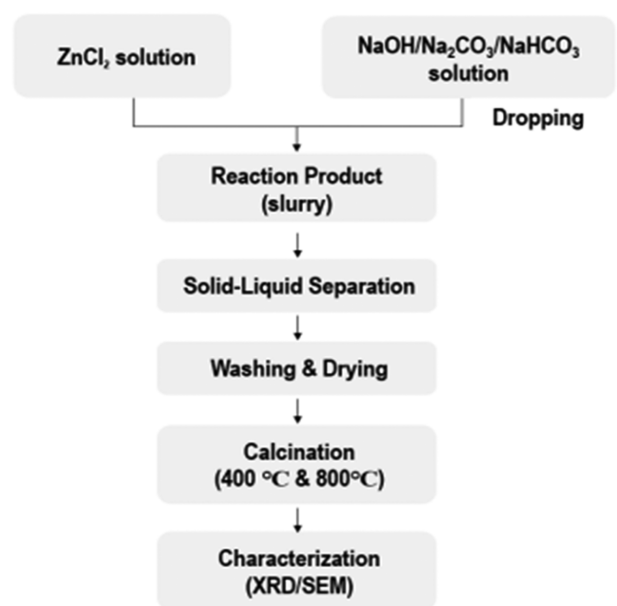 ZnCl₂ solution
NaOH/Na₂CO₃/NaHCO₃
solution
Dropping
Reaction Product
(slurry)
Solid-Liquid Separation
Washing & Drying
Calcination
(400 °C & 800°C)
Characterization
(XRD/SEM)